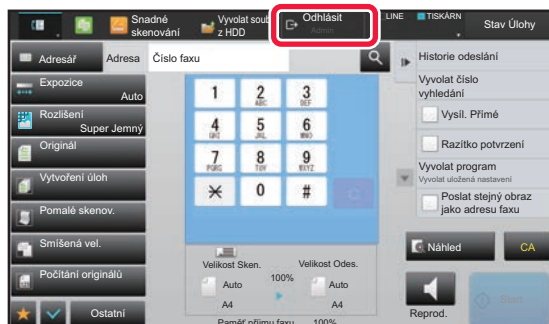 Snadné
skenování
Vyvolat soub
z HDD
Odhlásit
Admin
LINE
TISKÁRN
Stav Úlohy
Adresář
Adresa
Číslo faxu
Historie odeslání
Expozice
Auto
Vyvolat číslo
vyhledání
Rozlišení
Super Jemný
Vysíl. Přímé
Originál
Razítko potvrzení
Vytvoření úloh
Vyvolat program
Vyvolat uložená nastavení
Pomalé skenov.
Poslat stejný obraz
jako adresu faxu
1
2 ABC
3 DEF
4 GHI
5 JKL
6 MNO
7 PQRS
8 TUV
9 WXYZ
0
#
Smíšená vel.
Náhled
CA
Počítání originálů
Velikost Sken.
Velikost Odes.
100%
Auto
Auto
A4
A4
Ostatní
Paměť příjmu faxu
100%
Reprod.
Start